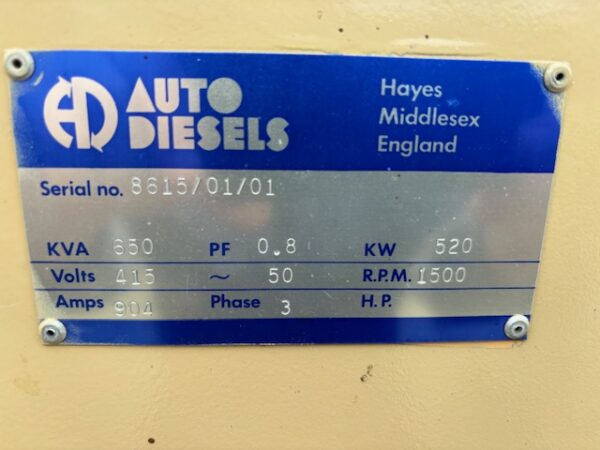 AD AUTO DIESELS
Hayes
Middlesex
England
Serial no. 8615/01/01
KVA 650 PF 0.8 KW 520
Volts 415 ~ 50 R.P.M. 1500
Amps 904 Phase 3 H.P.